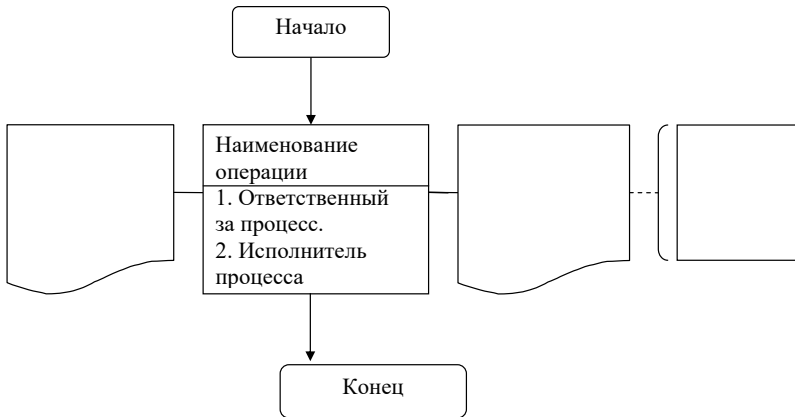 Начало
Наименование
операции
1. Ответственный
за процесс.
2. Исполнитель
процесса
Конец